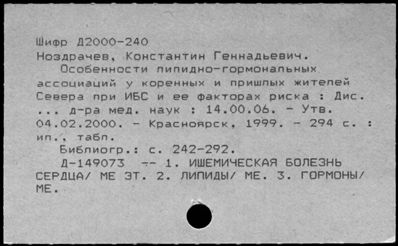 Шифр Д2000-240
Ноздрачев, Константин Геннадьевич.
Особенности липидно-гормональных
ассоциаций у коренных и пришлых жителей
Севера при ИБС и ее факторах риска : Дис.
... д-ра мед. наук : 14.00.06. - Утв.
04.02.2000. - Красноярск, 1999. - 294 с. :
ил., табл.
Библиогр.: с. 242-292.
Д-149073 -- 1. ИШЕМИЧЕСКАЯ БОЛЕЗНЬ
СЕРДЦА/ МЕ ЭТ. 2. ЛИПИДЫ/ МЕ. 3. ГОРМОНЫ/
МЕ.